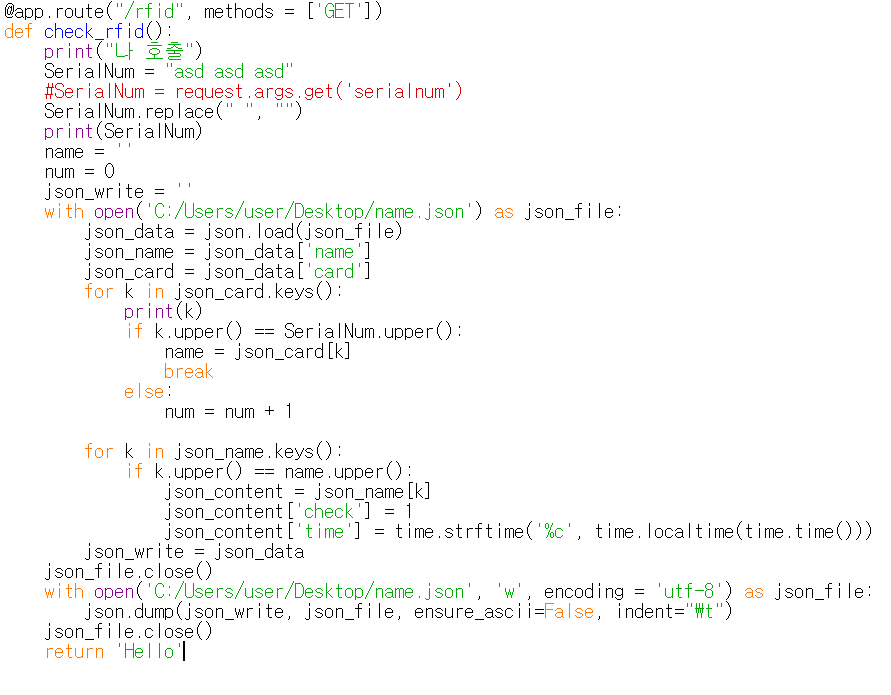 @app.route("/rfid", methods = ['GET'])
def check_rfid():
    print("나 호출")
    SerialNum = "asd asd asd"
    #SerialNum = request.args.get('serialnum')
    SerialNum.replace(" ", "")
    print(SerialNum)
    name = ''
    num = 0
    json_write = ''
    with open('C:/Users/user/Desktop/name.json') as json_file:
        json_data = json.load(json_file)
        json_name = json_data['name']
        json_card = json_data['card']
        for k in json_card.keys():
            print(k)
            if k.upper() == SerialNum.upper():
                name = json_card[k]
                break
            else:
                num = num + 1

        for k in json_name.keys():
            if k.upper() == name.upper():
                json_content = json_name[k]
                json_content['check'] = 1
                json_content['time'] = time.strftime('%c', time.localtime(time.time()))
        json_write = json_data
    json_file.close()
    with open('C:/Users/user/Desktop/name.json', 'w', encoding = 'utf-8') as json_file:
        json.dump(json_write, json_file, ensure_ascii=False, indent="₩t")
    json_file.close()
    return 'Hello'